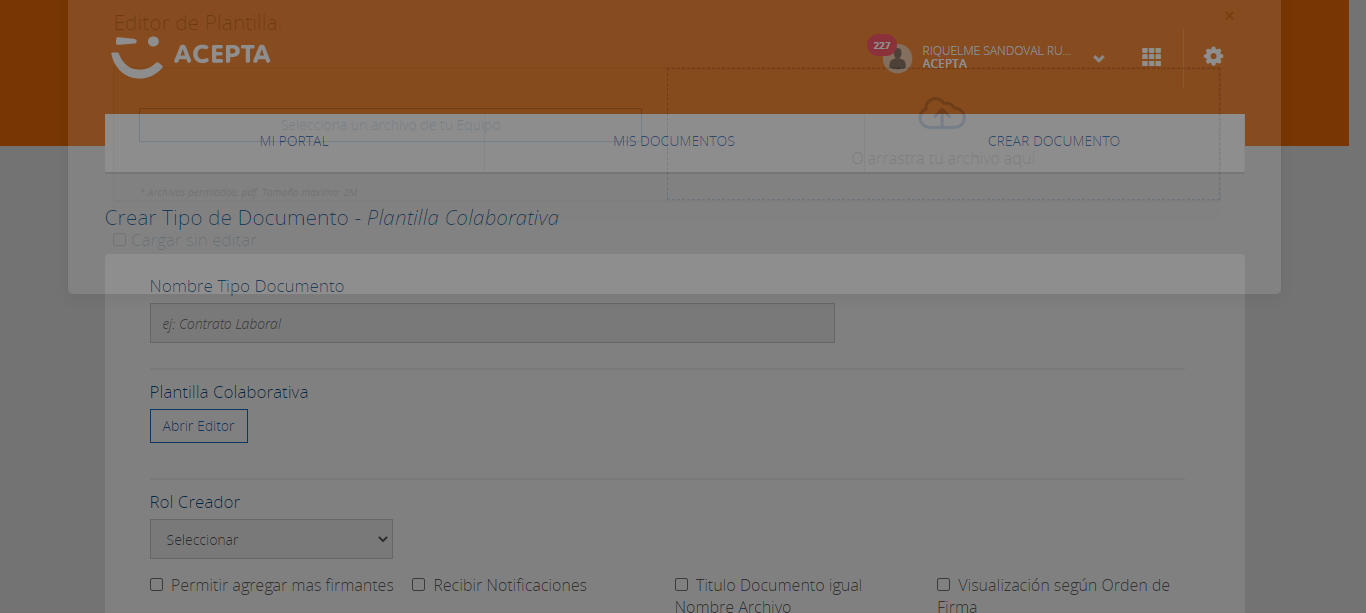 Editor de Plantilla
×
ACEPTA
227
RIQUELME SANDOVAL RU...
ACEPTA
Selecciona un archivo de tu Equipo
MI PORTAL
MIS DOCUMENTOS
CREAR DOCUMENTO
O arrastra tu archivo aquí
* Archivos permitidos: pdf. Tamaño máximo: 2M
Crear Tipo de Documento - Plantilla Colaborativa
Cargar sin editar
Nombre Tipo Documento
ej: Contrato Laboral
Plantilla Colaborativa
Abrir Editor
Rol Creador
Seleccionar
Permitir agregar mas firmantes
Recibir Notificaciones
Titulo Documento igual
Nombre Archivo
Visualización según Orden de
Firma